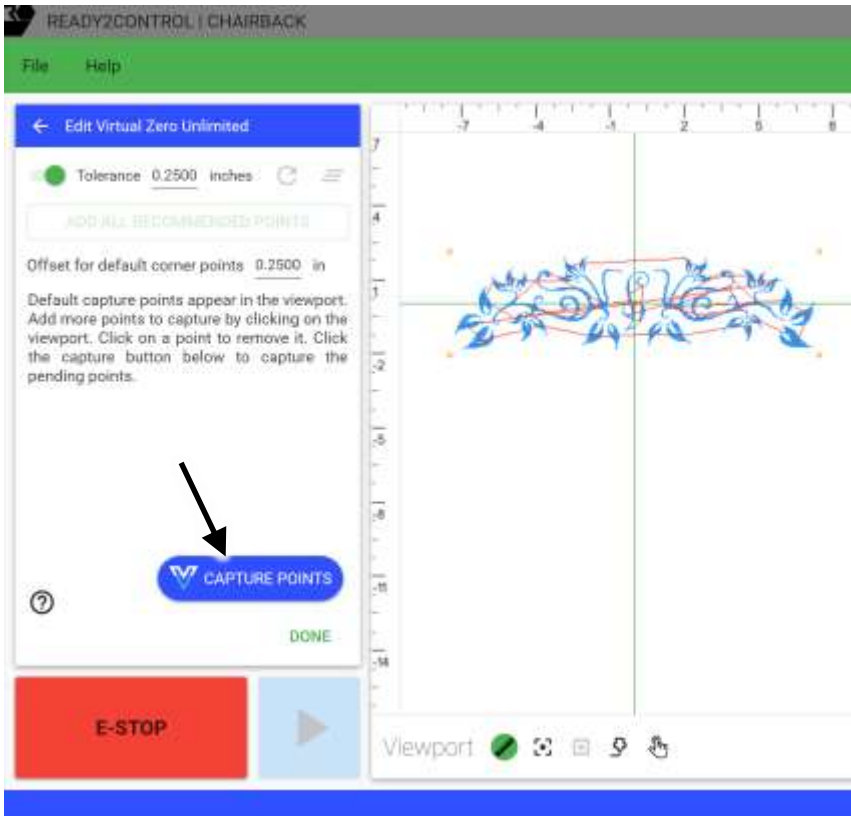 READY2CONTROL | CHAIRBACK
File Help
Edit Virtual Zero Unlimited
Tolerance 0.2500 inches
ADD ALL RECOMMENDED POINTS
Offset for default corner points 0.2500 in
Default capture points appear in the viewport.
Add more points to capture by clicking on the
viewport. Click on a point to remove it. Click
the capture button below to capture the
pending points.
CAPTURE POINTS
DONE
E-STOP
-7 -4 -1 2 5 8
7
4
1
-2
-5
-8
-11
-14
Viewport